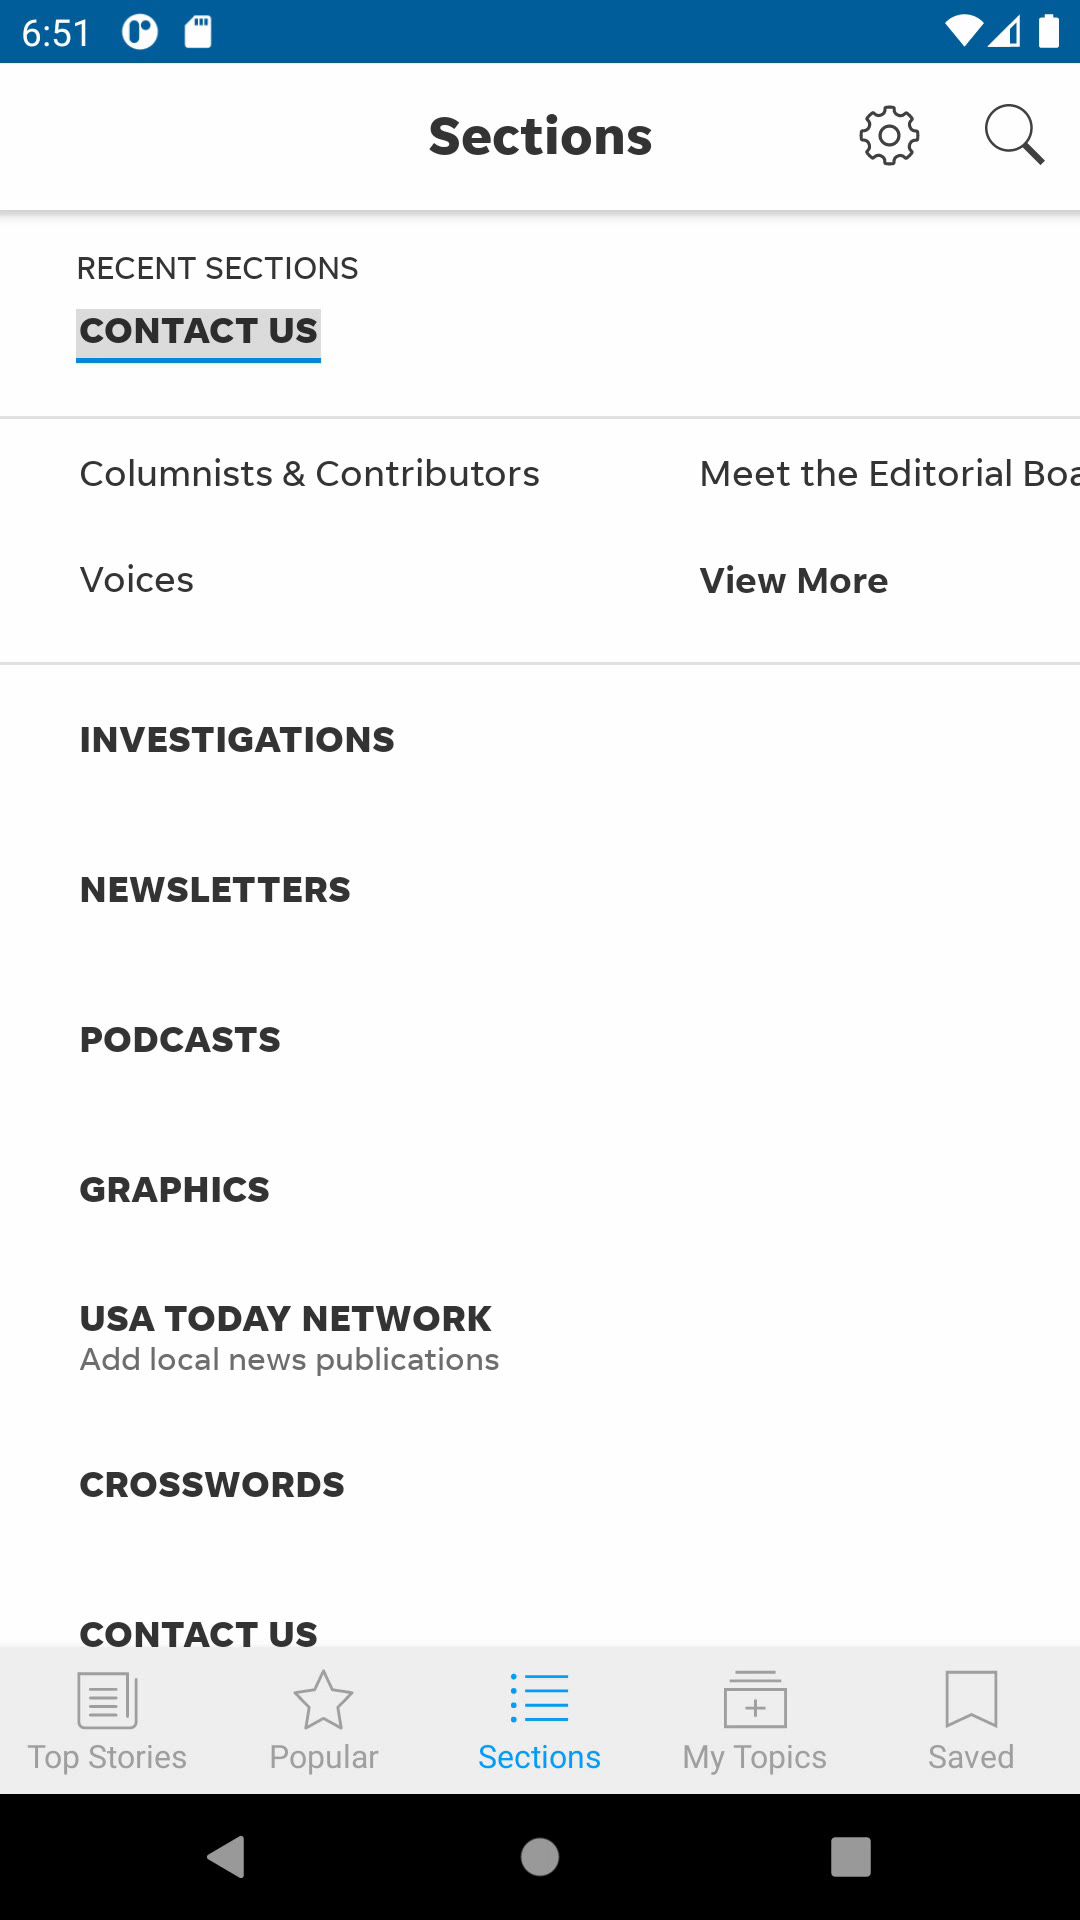 6:51
Sections
RECENT SECTIONS
CONTACT US
Columnists & Contributors
Meet the Editorial Boa
Voices
View More
INVESTIGATIONS
NEWSLETTERS
PODCASTS
GRAPHICS
USA TODAY NETWORK
Add local news publications
CROSSWORDS
CONTACT US
Top Stories
Popular
Sections
My Topics
Saved